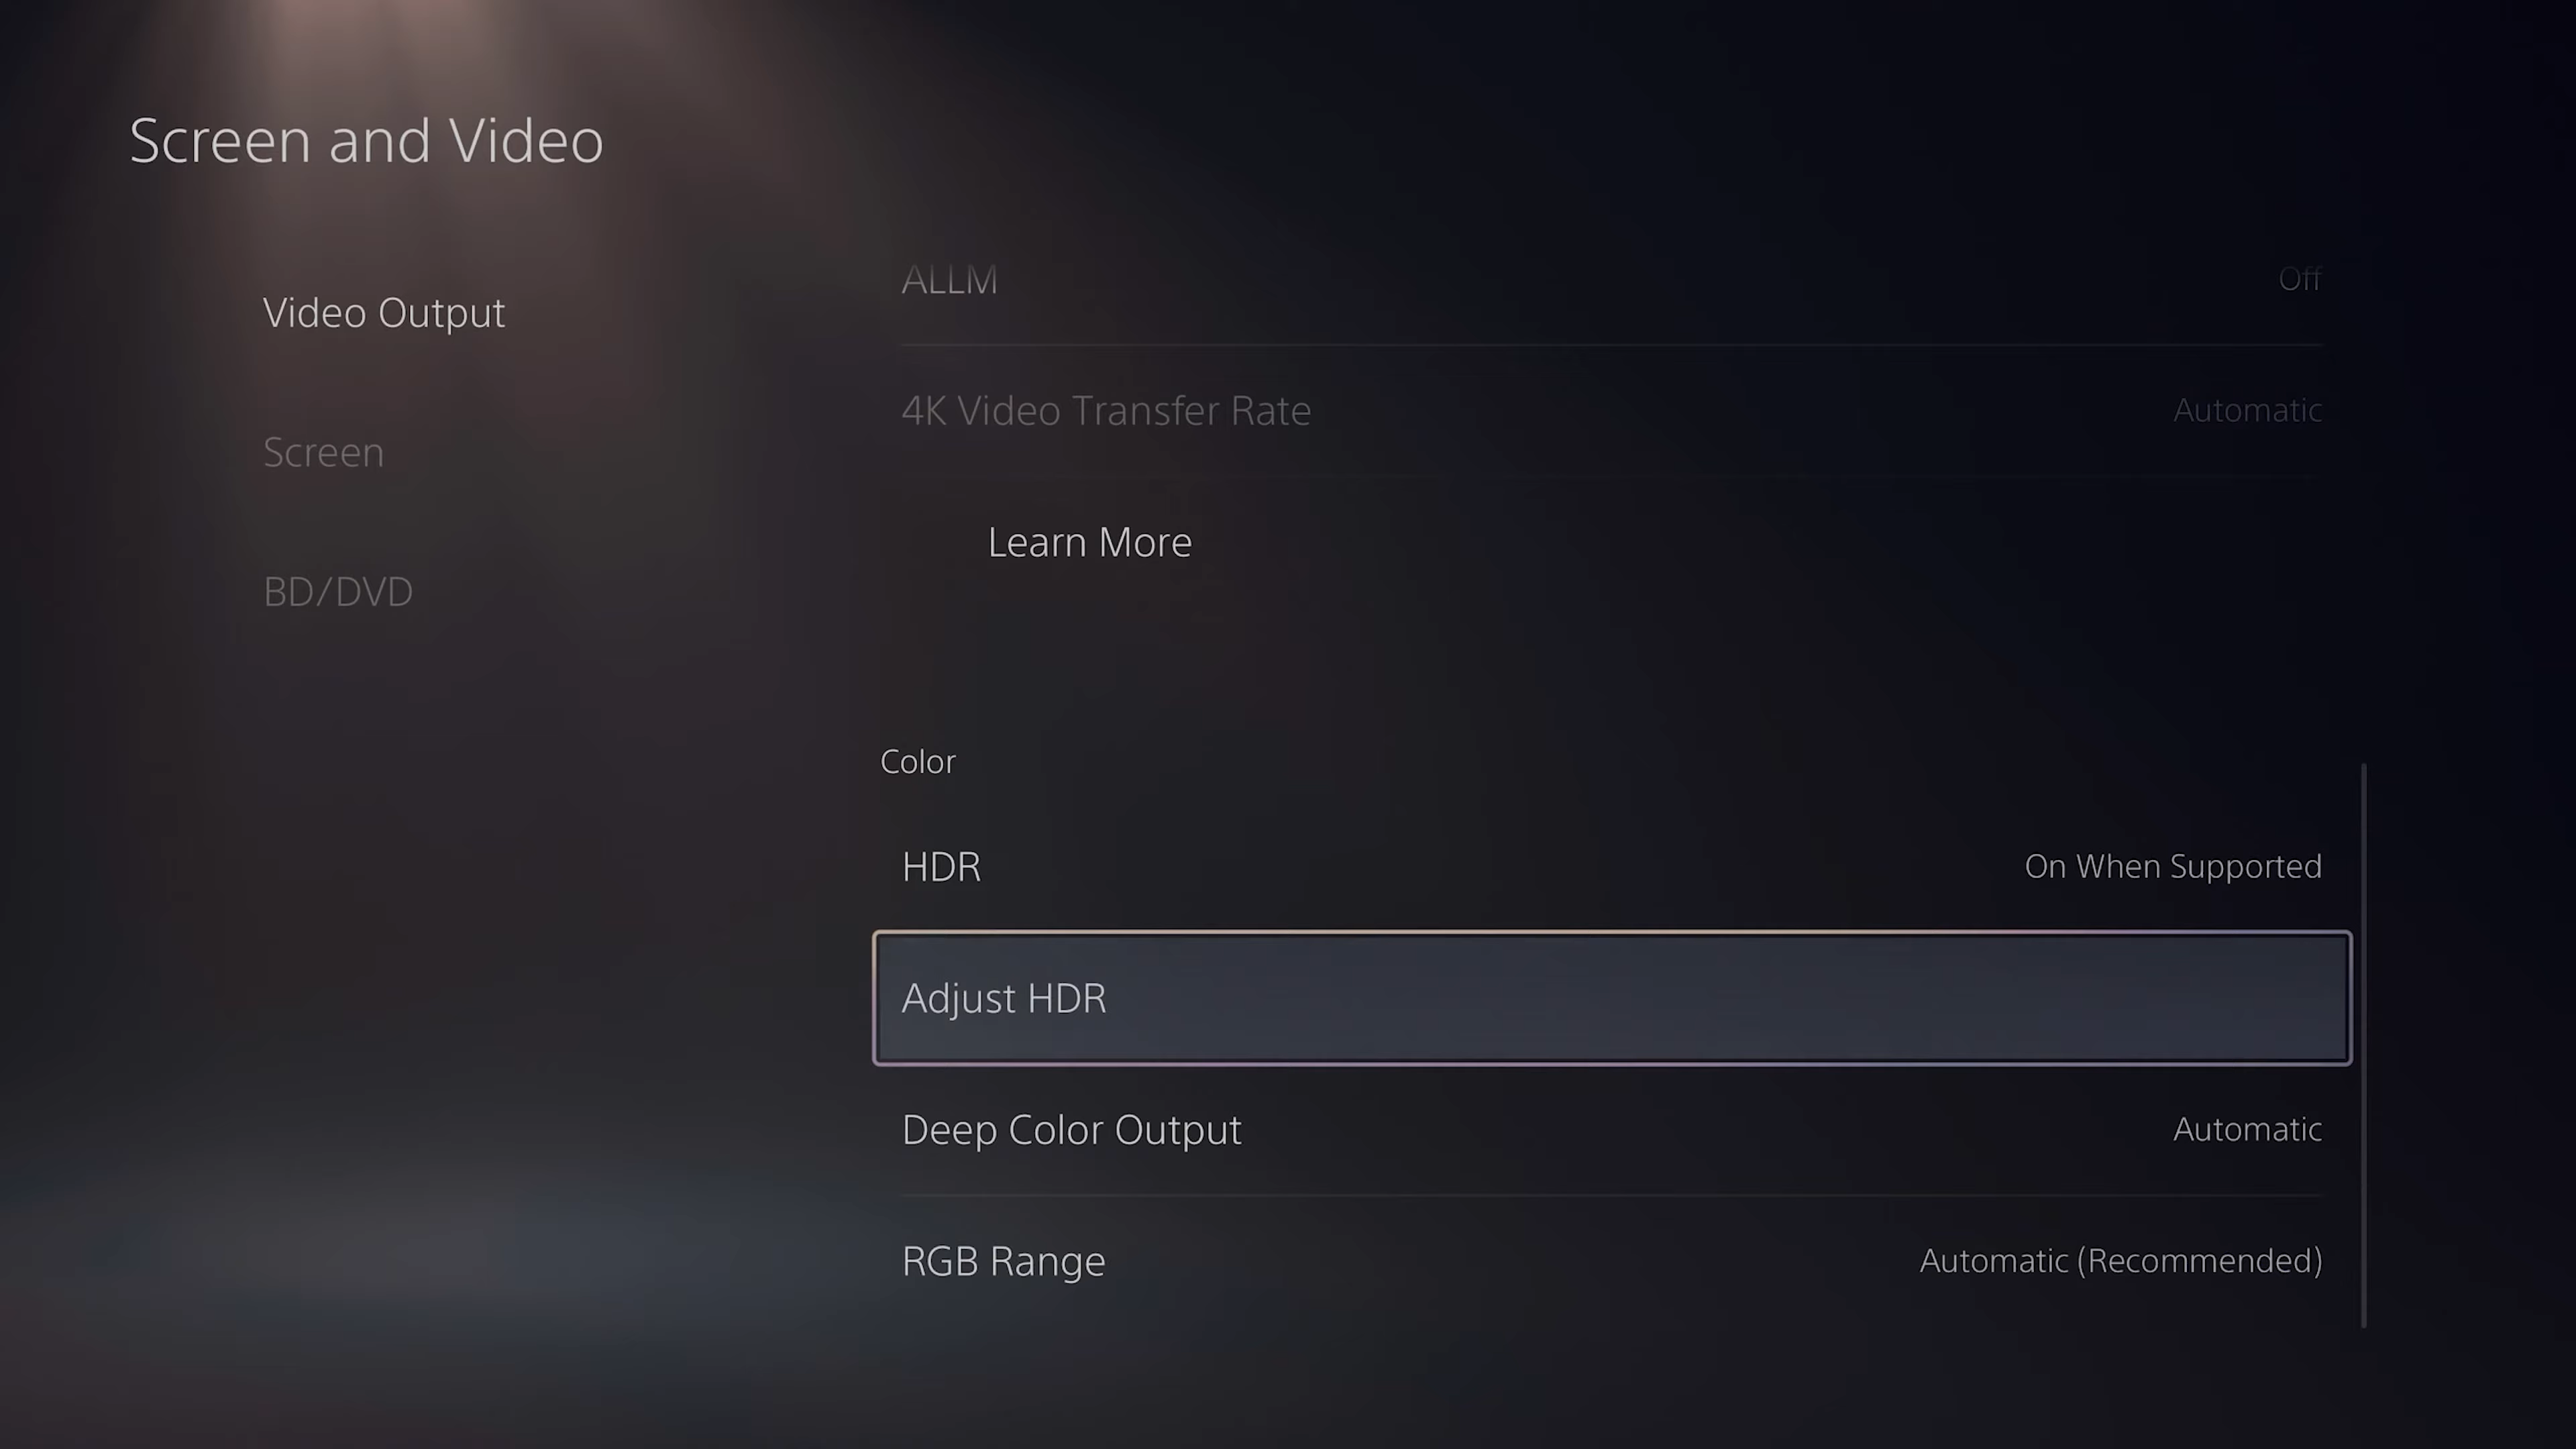 Screen and Video
Video Output
Screen
BD/DVD
ALLM Off
4K Video Transfer Rate Automatic
Learn More
Color
HDR On When Supported
Adjust HDR
Deep Color Output Automatic
RGB Range Automatic (Recommended)